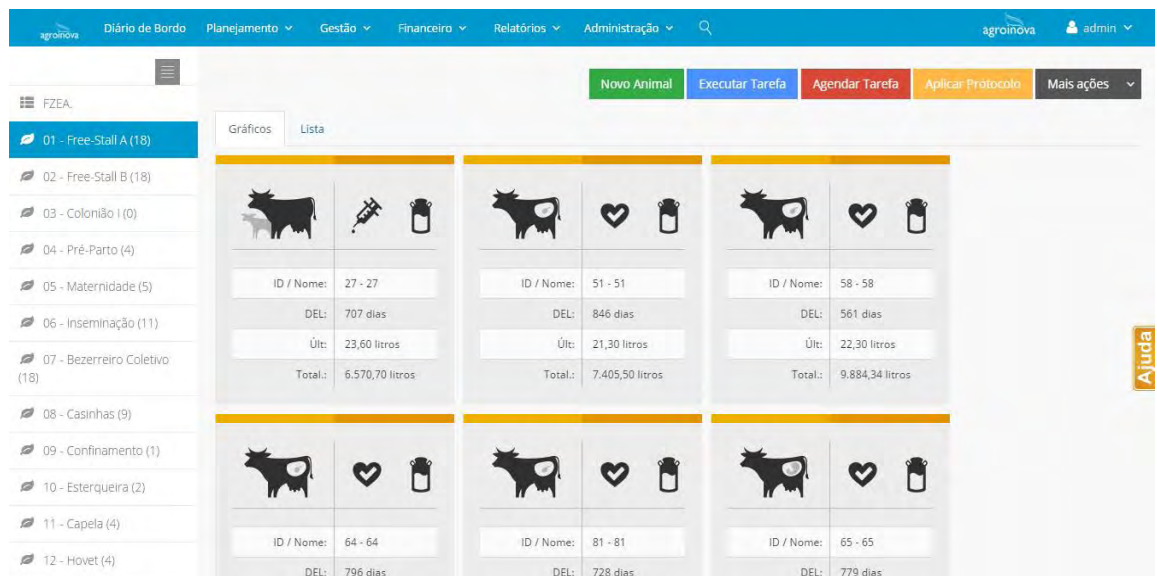 agroinova Diário de Bordo Planejamento Gestão Financeiro Relatórios Administração agroinova admin
FZEA.
01 - Free-Stall A (18)
02 - Free-Stall B (18)
03 - Colonião I (0)
04 - Pré-Parto (4)
05 - Maternidade (5)
06 - Inseminação (11)
07 - Bezerreiro Coletivo
(18)
08 - Casinhas (9)
09 - Confinamento (1)
10 - Esterqueira (2)
11 - Capela (4)
12 - Hovet (4)
Novo Animal Executar Tarefa Agendar Tarefa Aplicar Protocolo Mais ações
Gráficos Lista
ID / Nome: 27 - 27
DEL: 707 dias
Últ: 23,60 litros
Total.: 6.570,70 litros
ID / Nome: 51 - 51
DEL: 846 dias
Últ: 21,30 litros
Total.: 7.405,50 litros
ID / Nome: 58 - 58
DEL: 561 dias
Últ: 22,30 litros
Total.: 9.884,34 litros
ID / Nome: 64 - 64
DEL: 796 dias
ID / Nome: 81 - 81
DEL: 728 dias
ID / Nome: 65 - 65
DEL: 779 dias
Ajuda